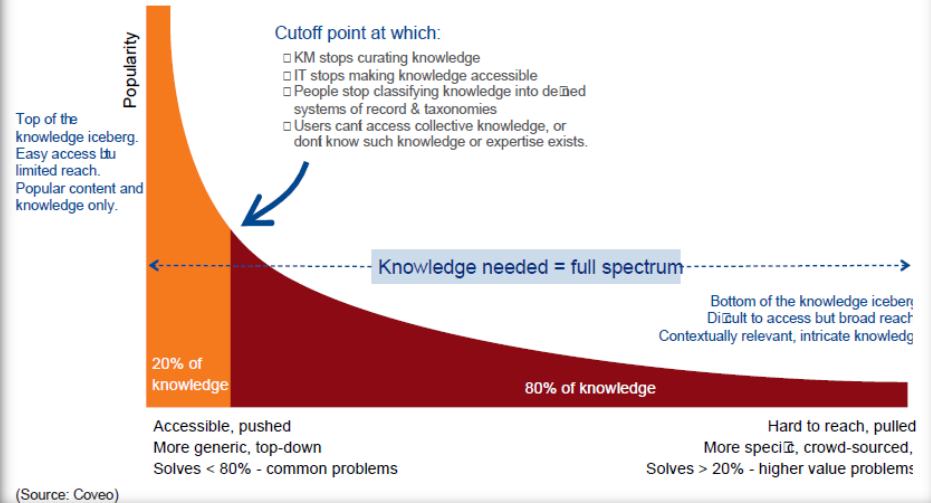 Popularity
Cutoff point at which:
□ KM stops curating knowledge
□ IT stops making knowledge accessible
□ People stop classifying knowledge into de□ned
systems of record & taxonomies
□ Users cant access collective knowledge, or
dont know such knowledge or expertise exists.
Top of the
knowledge iceberg.
Easy access btu
limited reach.
Popular content and
knowledge only.
Knowledge needed = full spectrum
Bottom of the knowledge iceberg
Di□cult to access but broad reach
Contextually relevant, intricate knowledg
20% of
knowledge
80% of knowledge
Accessible, pushed
More generic, top-down
Solves < 80% - common problems
Hard to reach, pulled
More speci□c, crowd-sourced,
Solves > 20% - higher value problems
(Source: Coveo)